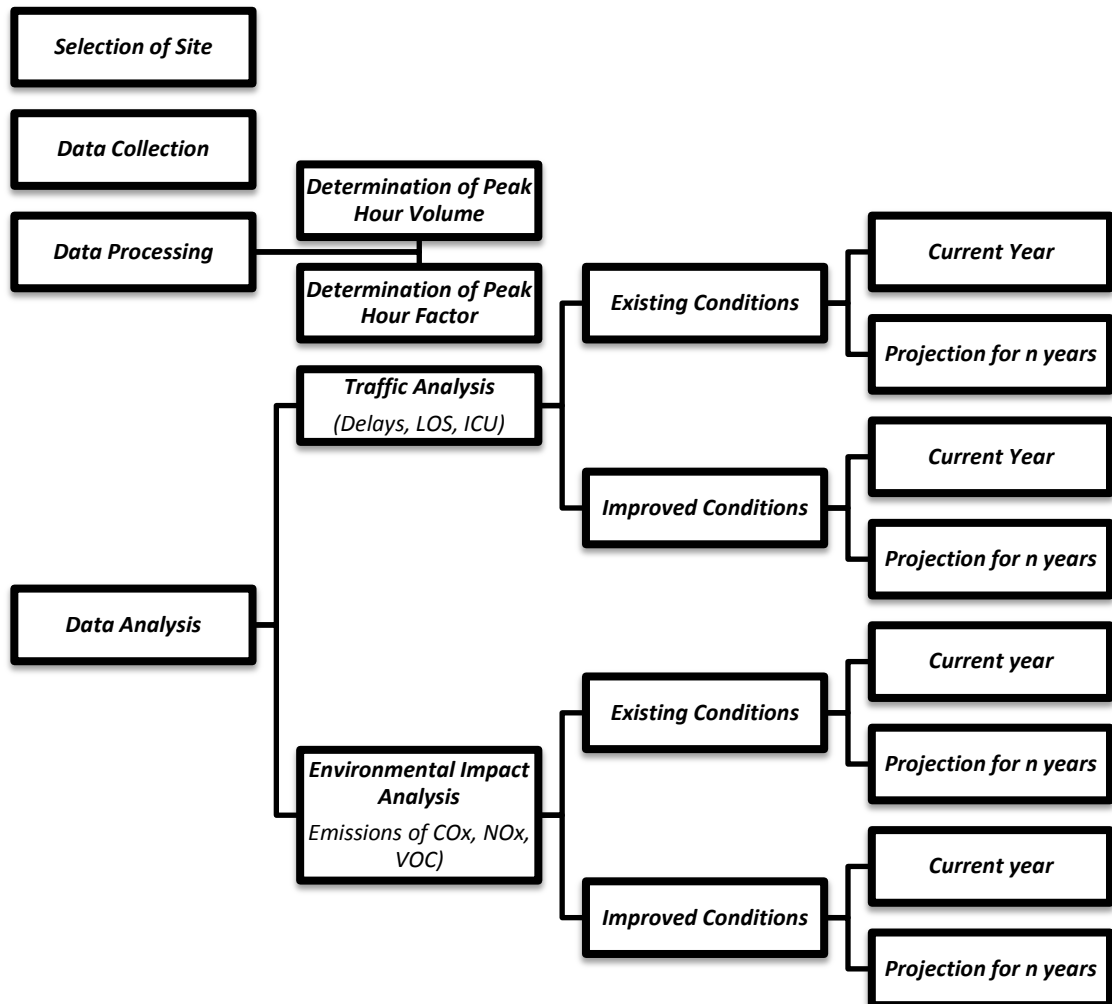 Selection of Site
Data Collection
Data Processing
Determination of Peak
Hour Volume
Determination of Peak
Hour Factor
Data Analysis
Traffic Analysis
(Delays, LOS, ICU)
Existing Conditions
Current Year
Projection for n years
Improved Conditions
Current Year
Projection for n years
Environmental Impact
Analysis
Emissions of COx, NOx,
VOC)
Existing Conditions
Current year
Projection for n years
Improved Conditions
Current year
Projection for n years